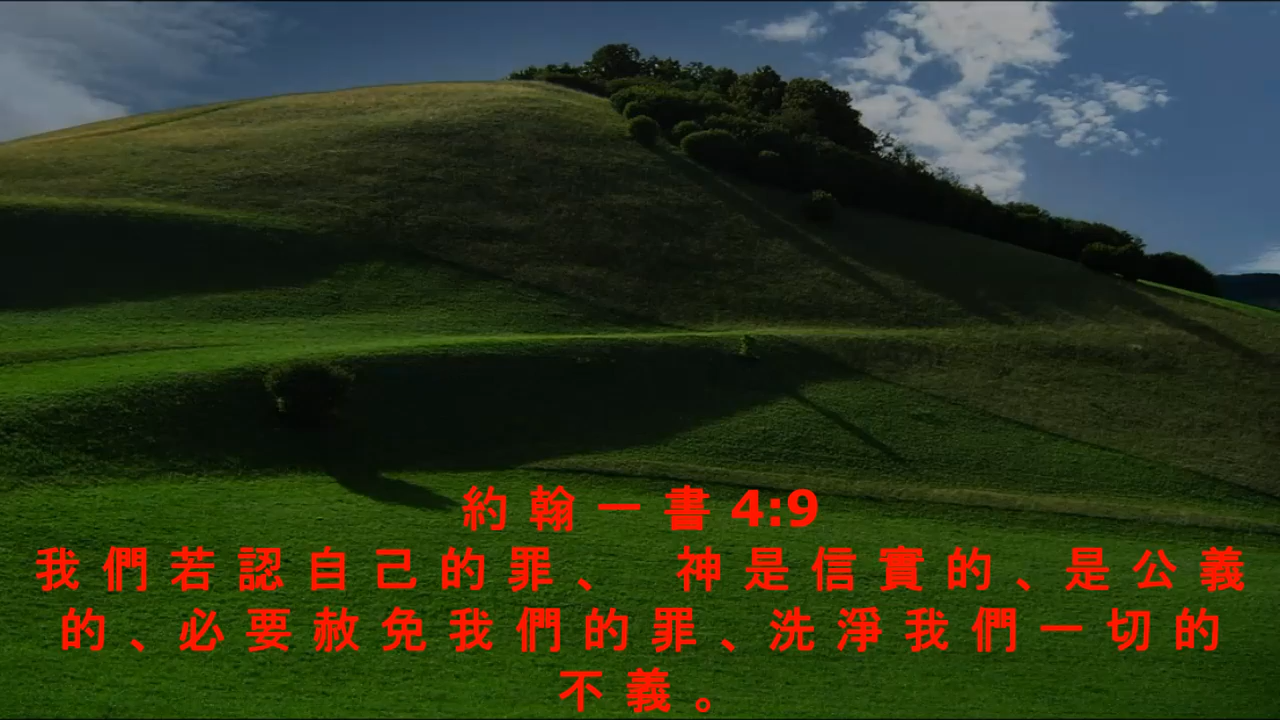 約翰一書 4:9
我們若認自己的罪、 神是信實的、是公義
的、必要赦免我們的罪、洗淨我們一切的
不義。